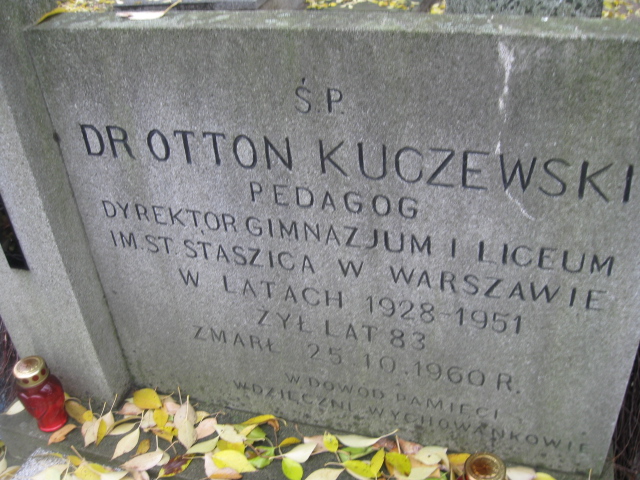 Ś.P.
DR OTTON KUCZEWSKI
PEDAGOG
DYREKTOR GIMNAZJUM I LICEUM
IM. ST. STASZICA W WARSZAWIE
W LATACH 1928-1951
ŻYŁ LAT 83
ZMARŁ 25.10.1960 R.
W DOWÓD PAMIĘCI
WDZIĘCZNI WYCHOWANKOWIE